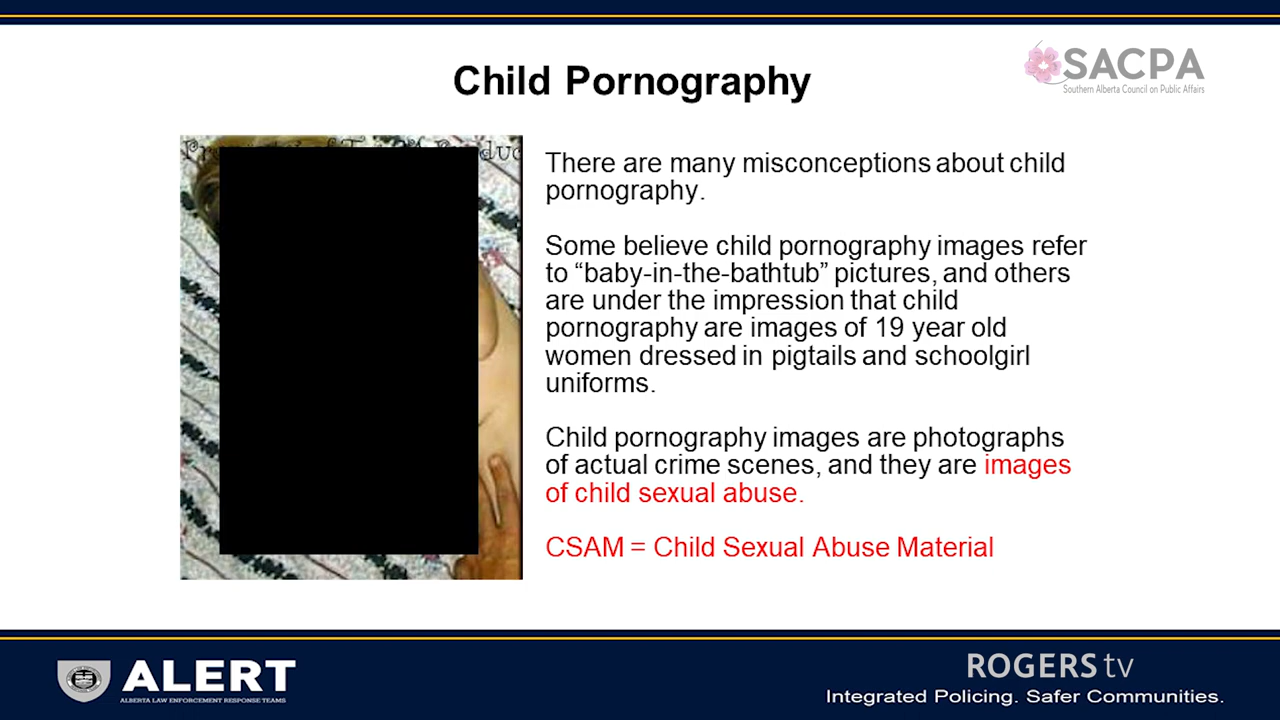 Child Pornography
SACPA
Southern Alberta Council on Public Affairs
There are many misconceptions about child
pornography.
Some believe child pornography images refer
to “baby-in-the-bathtub” pictures, and others
are under the impression that child
pornography are images of 19 year old
women dressed in pigtails and schoolgirl
uniforms.
Child pornography images are photographs
of actual crime scenes, and they are images
of child sexual abuse.
CSAM = Child Sexual Abuse Material
ALERT
ALBERTA LAW ENFORCEMENT RESPONSE TEAMS
ROGERS tv
Integrated Policing. Safer Communities.